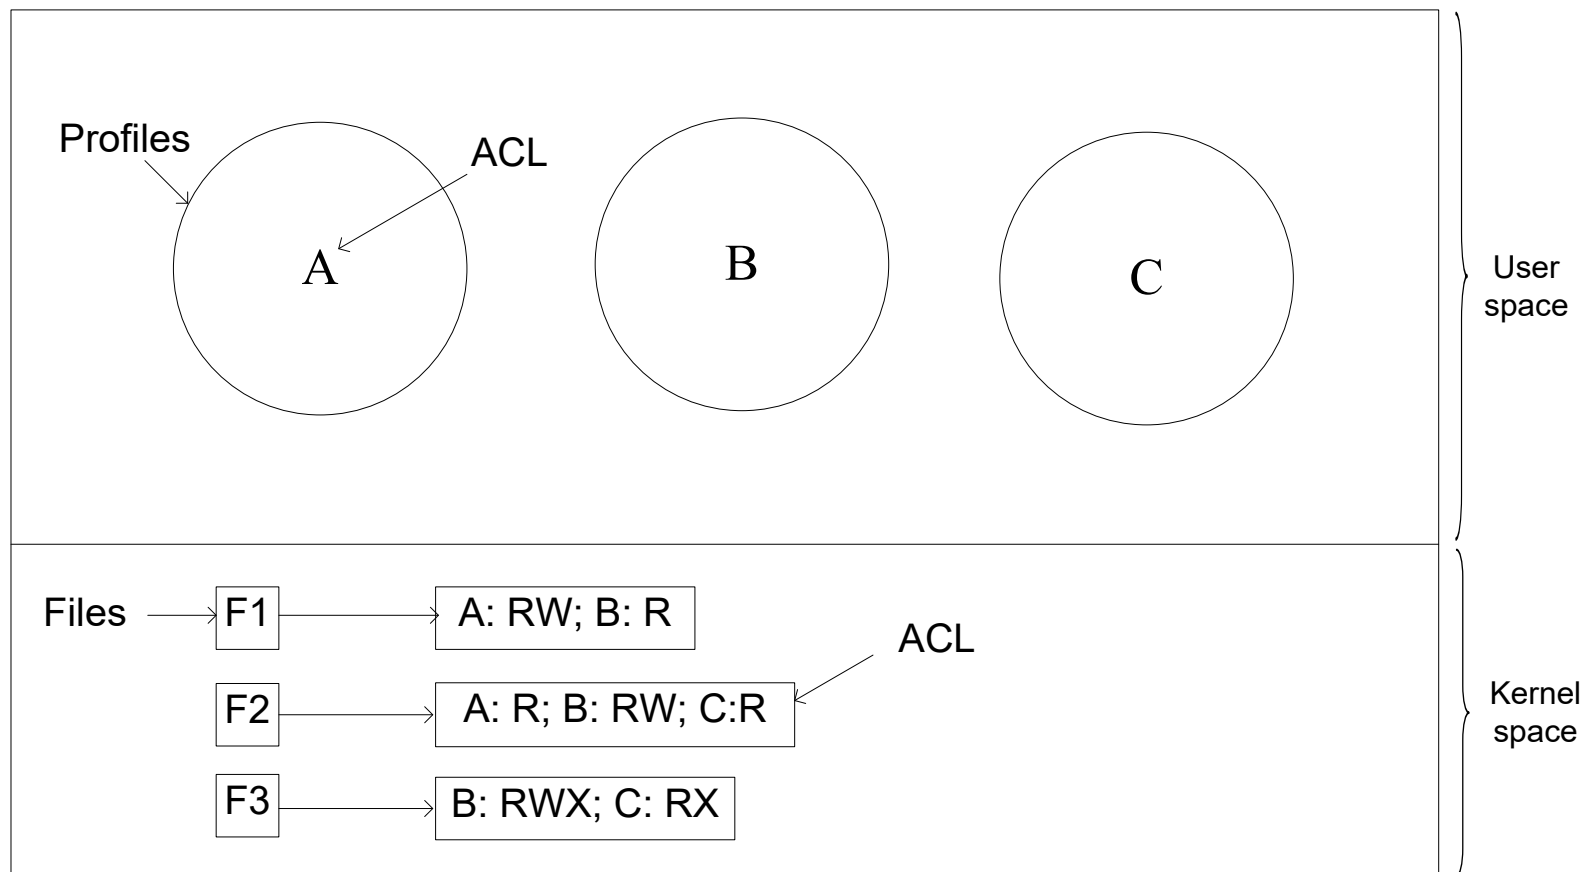 Profiles
ACL
A
B
C
User
space
Files
F1
A: RW; B: R
ACL
F2
A: R; B: RW; C:R
Kernel
space
F3
B: RWX; C: RX